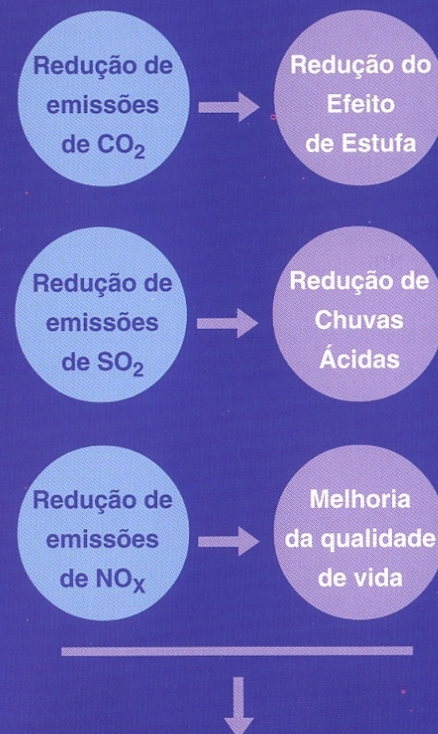 Redução de
emissões
de CO₂
Redução do
Efeito
de Estufa
Redução de
emissões
de SO₂
Redução de
Chuvas
Ácidas
Redução de
emissões
de NOX
Melhoria
da qualidade
de vida